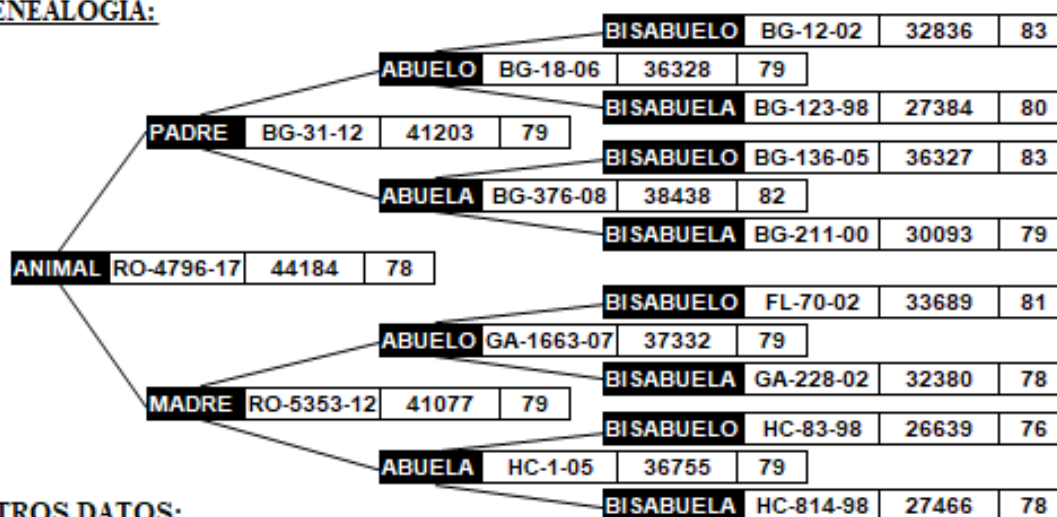 ENEALOGIA:
BISABUELO BG-12-02 32836 83
ABUELO BG-18-06 36328 79
BISABUELA BG-123-98 27384 80
PADRE BG-31-12 41203 79
BISABUELO BG-136-05 36327 83
ABUELA BG-376-08 38438 82
BISABUELA BG-211-00 30093 79
ANIMAL RO-4796-17 44184 78
BISABUELO FL-70-02 33689 81
ABUELO GA-1663-07 37332 79
BISABUELA GA-228-02 32380 78
MADRE RO-5353-12 41077 79
BISABUELO HC-83-98 26639 76
ABUELA HC-1-05 36755 79
BISABUELA HC-814-98 27466 78
TROS DATOS: